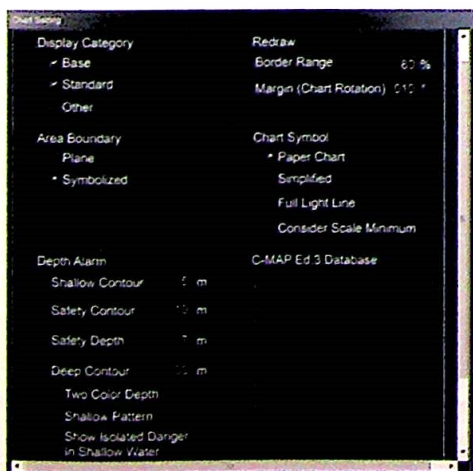 Chart Setting
Display Category
Base
Standard
Other
Area Boundary
Plane
Symbolized
Depth Alarm
Shallow Contour m
Safety Contour m
Safety Depth m
Deep Contour m
Two Color Depth
Shallow Pattern
Show Isolated Danger
in Shallow Water
Redraw
Border Range %
Margin (Chart Rotation) °
Chart Symbol
Paper Chart
Simplified
Full Light Line
Consider Scale Minimum
C-MAP Ed.3 Database